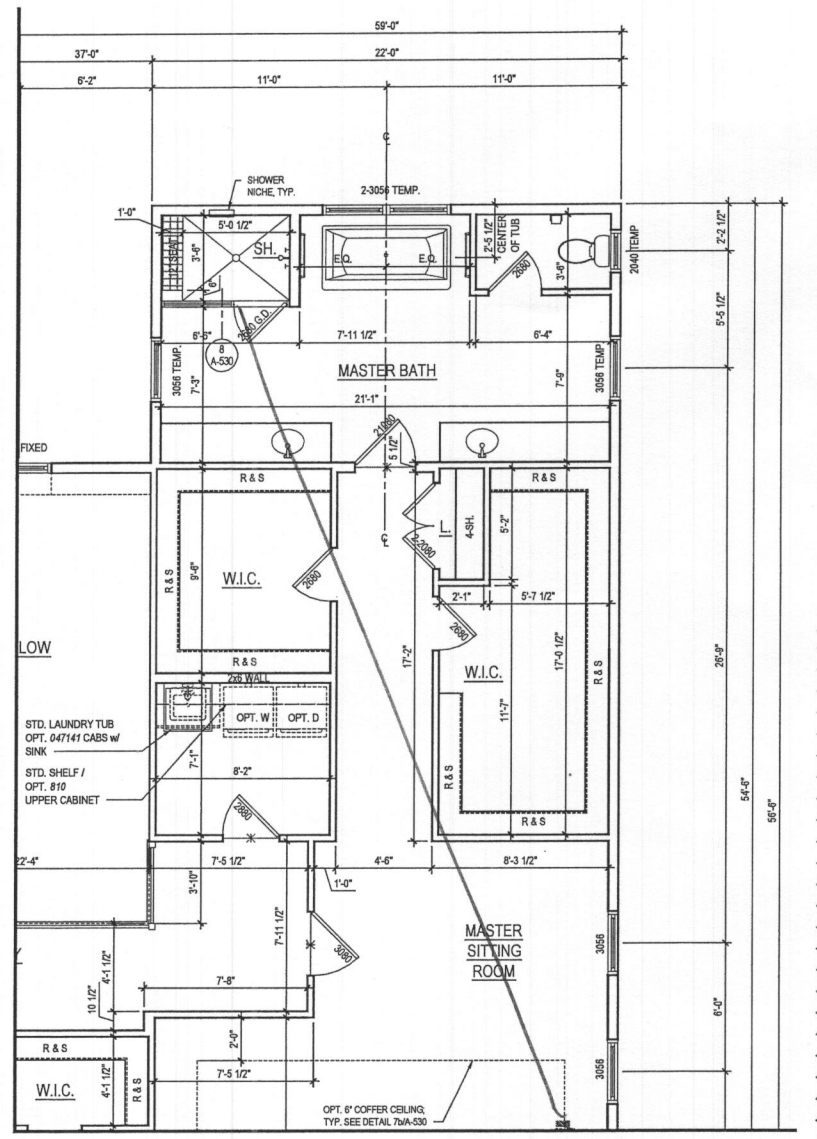 59'-0"
37'-0"
22'-0"
6'-2"
11'-0"
11'-0"
℄
SHOWER
NICHE, TYP.
2-3056 TEMP.
1'-0"
5'-0 1/2"
12" SEAT
3'-6"
SH.
6"
E.Q.
E.Q.
2'-5 1/2"
CENTER
OF TUB
2680
3'-6"
2040 TEMP
2'-2 1/2"
5'-5 1/2"
2680 G.D.
6'-6"
8
A-530
7'-11 1/2"
6'-4"
3056 TEMP.
7'-3"
MASTER BATH
7'-9"
3056 TEMP
21'-1"
21080
5 1/2"
FIXED
R & S
R & S
9'-6"
R & S
W.I.C.
2680
℄
2-2080
L.
4-SH.
5'-2"
2'-1"
5'-7 1/2"
2680
17'-2"
W.I.C.
17'-0 1/2"
R & S
11'-7"
26'-9"
LOW
R & S
2x6 WALL
OPT. W
OPT. D
STD. LAUNDRY TUB
OPT. 047141 CABS w/
SINK
STD. SHELF /
OPT. 810
UPPER CABINET
7'-1"
8'-2"
2880
R & S
R & S
54'-6"
56'-6"
22'-4"
7'-5 1/2"
4'-6"
8'-3 1/2"
1'-0"
3'-10"
7'-11 1/2"
3080
MASTER
SITTING
ROOM
3056
4'-1 1/2"
10 1/2"
7'-8"
6'-0"
2'-0"
R & S
W.I.C.
4'-1 1/2"
R & S
7'-5 1/2"
3056
OPT. 6" COFFER CEILING;
TYP. SEE DETAIL 7b/A-530